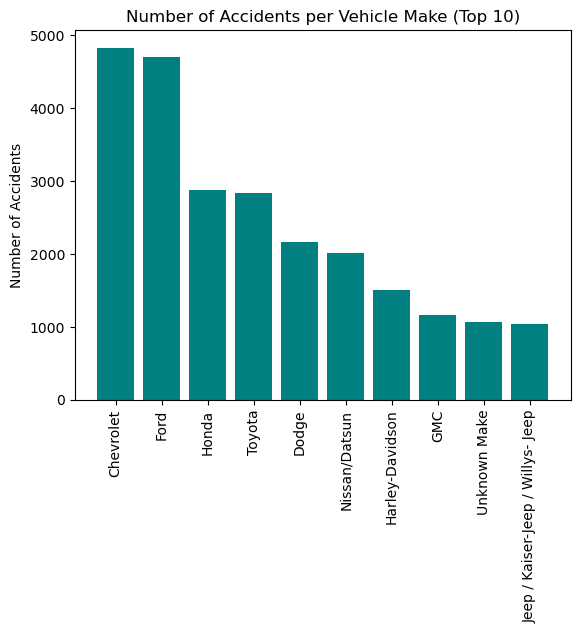 Number of Accidents per Vehicle Make (Top 10)
Number of Accidents
5000
4000
3000
2000
1000
0
Chevrolet
Ford
Honda
Toyota
Dodge
Nissan/Datsun
Harley-Davidson
GMC
Unknown Make
Jeep / Kaiser-Jeep / Willys- Jeep